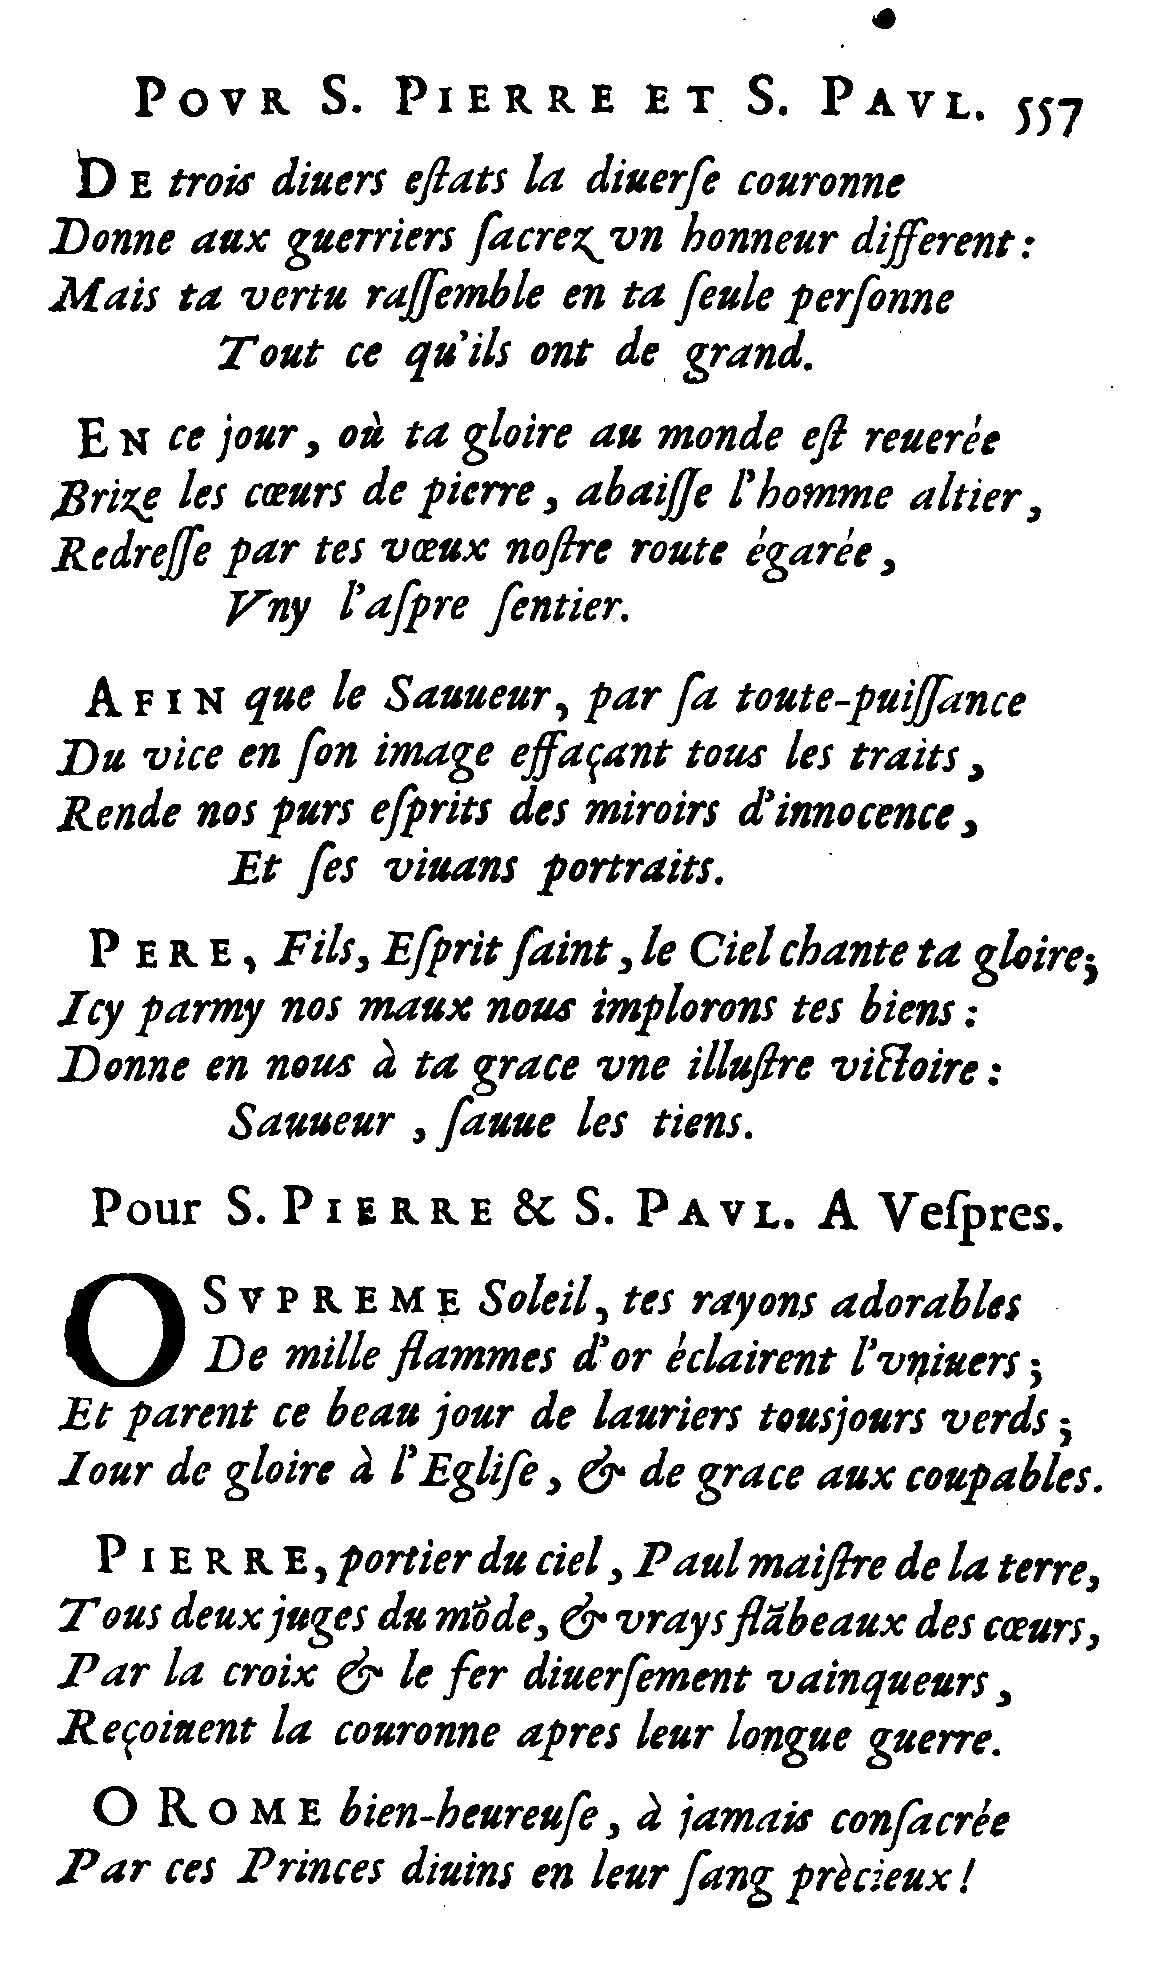 POVR S. PIERRE ET S. PAVL. 557
DE trois diuers eſtats la diuerſe couronne
Donne aux guerriers ſacrez vn honneur different :
Mais ta vertu raſſemble en ta ſeule perſonne
Tout ce qu'ils ont de grand.
EN ce jour, où ta gloire au monde eſt reuerée
Brize les cœurs de pierre, abaiſſe l'homme altier,
Redreſſe par tes vœux noſtre route égarée,
Vny l'aſpre ſentier.
AFIN que le Sauueur, par ſa toute-puiſſance
Du vice en ſon image effaçant tous les traits,
Rende nos purs eſprits des miroirs d'innocence,
Et ſes viuans portraits.
PERE, Fils, Eſprit ſaint, le Ciel chante ta gloire;
Icy parmy nos maux nous implorons tes biens :
Donne en nous à ta grace vne illuſtre victoire :
Sauueur, ſauue les tiens.
Pour S. PIERRE & S. PAVL. A Veſpres.
O SVPREME Soleil, tes rayons adorables
De mille flammes d'or éclairent l'vniuers ;
Et parent ce beau jour de lauriers tousjours verds ;
Iour de gloire à l'Egliſe, & de grace aux coupables.
PIERRE, portier du ciel, Paul maiſtre de la terre,
Tous deux juges du mõde, & vrays flãbeaux des cœurs,
Par la croix & le fer diuerſement vainqueurs,
Reçoiuent la couronne apres leur longue guerre.
O ROME bien-heureuſe, à jamais conſacrée
Par ces Princes diuins en leur ſang prècieux !